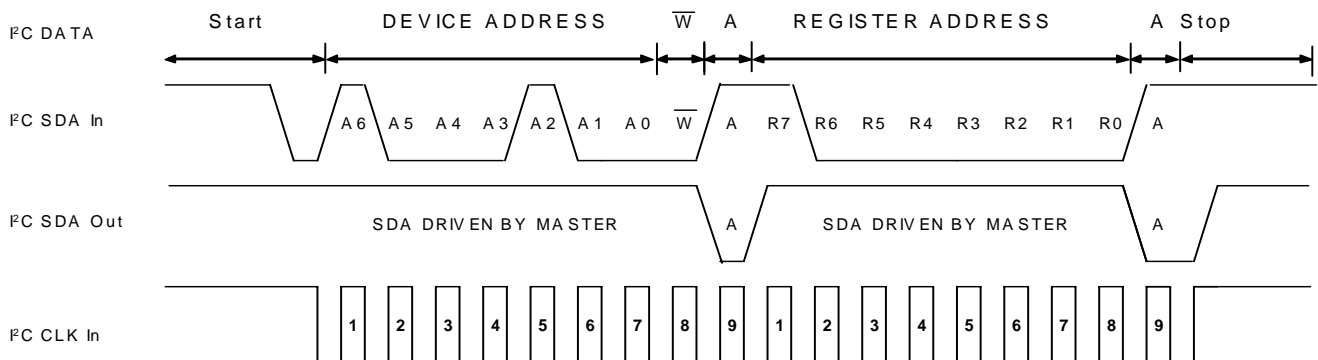 I²C DATA Start DEVICE ADDRESS W̅ A REGISTER ADDRESS A Stop
I²C SDA In A6 A5 A4 A3 A2 A1 A0 W̅ A R7 R6 R5 R4 R3 R2 R1 R0 A
I²C SDA Out SDA DRIVEN BY MASTER A SDA DRIVEN BY MASTER A
I²C CLK In 1 2 3 4 5 6 7 8 9 1 2 3 4 5 6 7 8 9